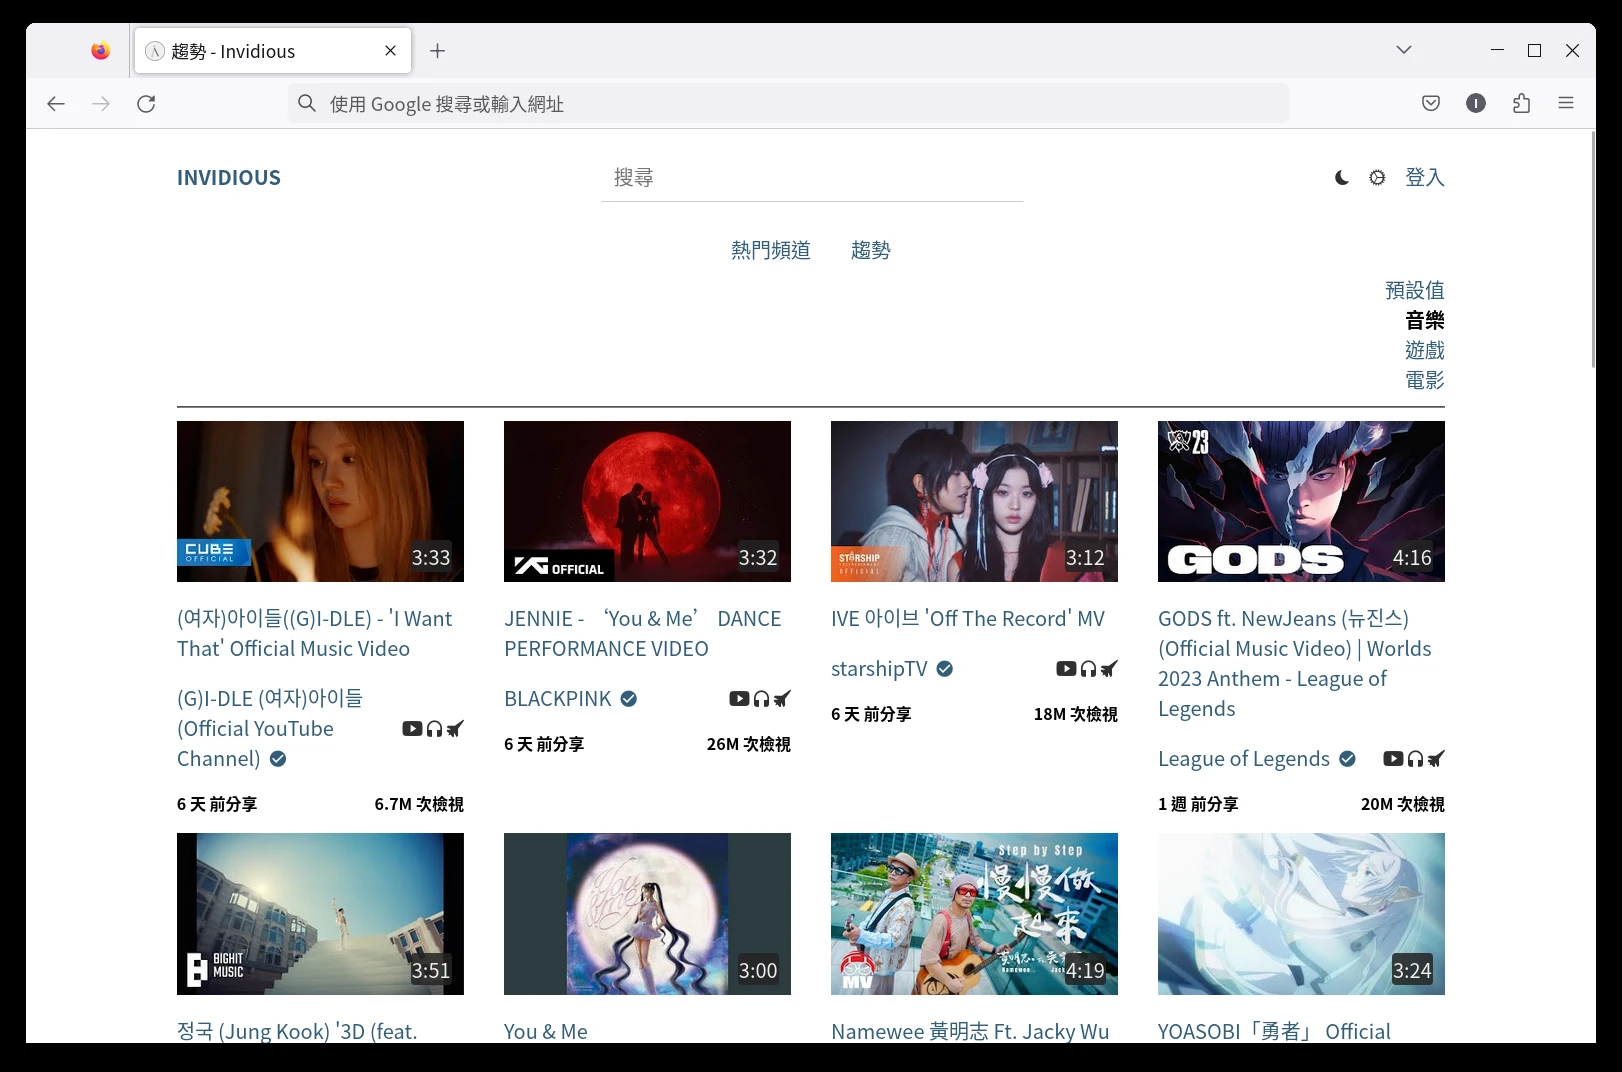 趨勢 - Invidious
使用 Google 搜尋或輸入網址
INVIDIOUS
搜尋
登入
熱門頻道 趨勢
預設值
音樂
遊戲
電影
CUBE
OFFICIAL
3:33
YG OFFICIAL
3:32
STARSHIP
ENTERTAINMENT
OFFICIAL
3:12
23
GODS
4:16
(여자)아이들((G)I-DLE) - 'I Want
That' Official Music Video
(G)I-DLE (여자)아이들
(Official YouTube
Channel)
6 天 前分享 6.7M 次檢視
JENNIE - ‘You & Me’ DANCE
PERFORMANCE VIDEO
BLACKPINK
6 天 前分享 26M 次檢視
IVE 아이브 'Off The Record' MV
starshipTV
6 天 前分享 18M 次檢視
GODS ft. NewJeans (뉴진스)
(Official Music Video) | Worlds
2023 Anthem - League of
Legends
League of Legends
1 週 前分享 20M 次檢視
BIGHIT
MUSIC
3:51
You & Me
3:00
Step by Step
慢慢做
起來
黃明志
Namewee
MV
4:19
3:24
정국 (Jung Kook) '3D (feat.
You & Me
Namewee 黃明志 Ft. Jacky Wu
YOASOBI「勇者」 Official